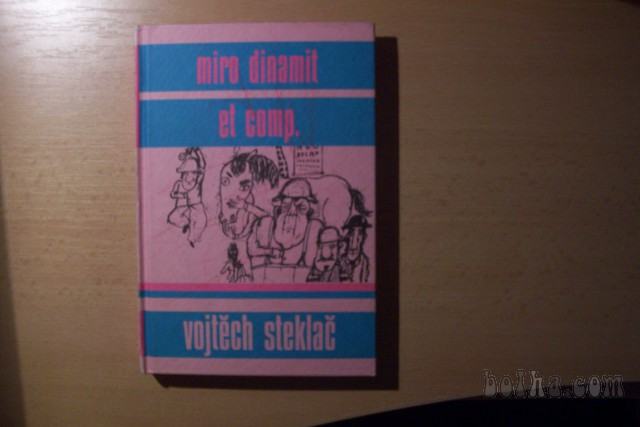 miro dinamit
et comp.
vojtěch steklač
bolha.com